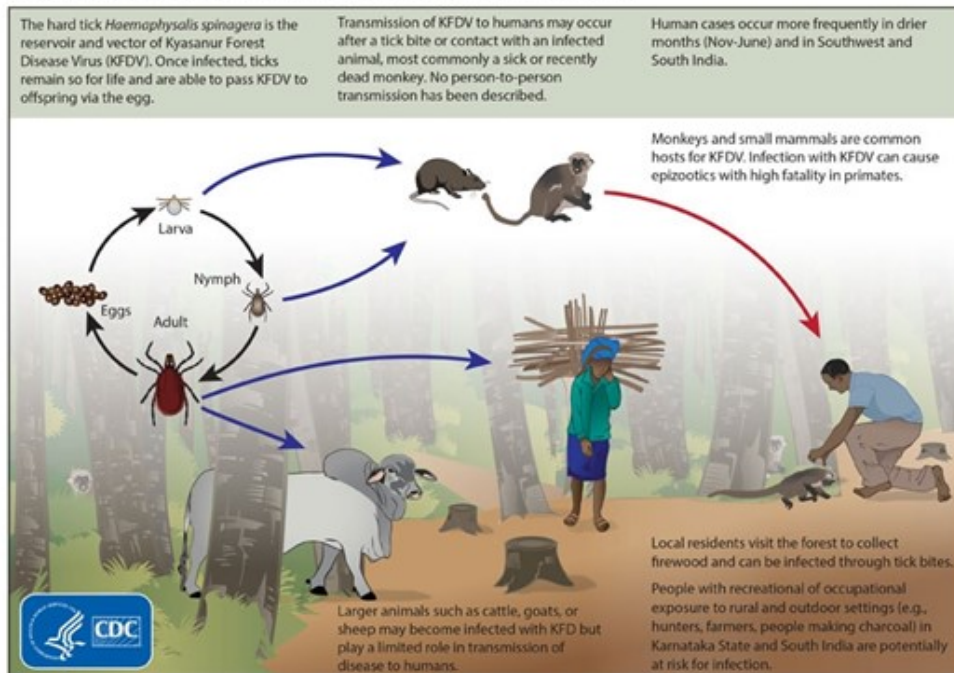 The hard tick Haemaphysalis spinagera is the
reservoir and vector of Kyasanur Forest
Disease Virus (KFDV). Once infected, ticks
remain so for life and are able to pass KFDV to
offspring via the egg.
Transmission of KFDV to humans may occur
after a tick bite or contact with an infected
animal, most commonly a sick or recently
dead monkey. No person-to-person
transmission has been described.
Human cases occur more frequently in drier
months (Nov-June) and in Southwest and
South India.
Monkeys and small mammals are common
hosts for KFDV. Infection with KFDV can cause
epizootics with high fatality in primates.
Larva
Nymph
Eggs
Adult
Local residents visit the forest to collect
firewood and can be infected through tick bites.
People with recreational of occupational
exposure to rural and outdoor settings (e.g.,
hunters, farmers, people making charcoal) in
Karnataka State and South India are potentially
at risk for infection.
Larger animals such as cattle, goats, or
sheep may become infected with KFD but
play a limited role in transmission of
disease to humans.
CDC